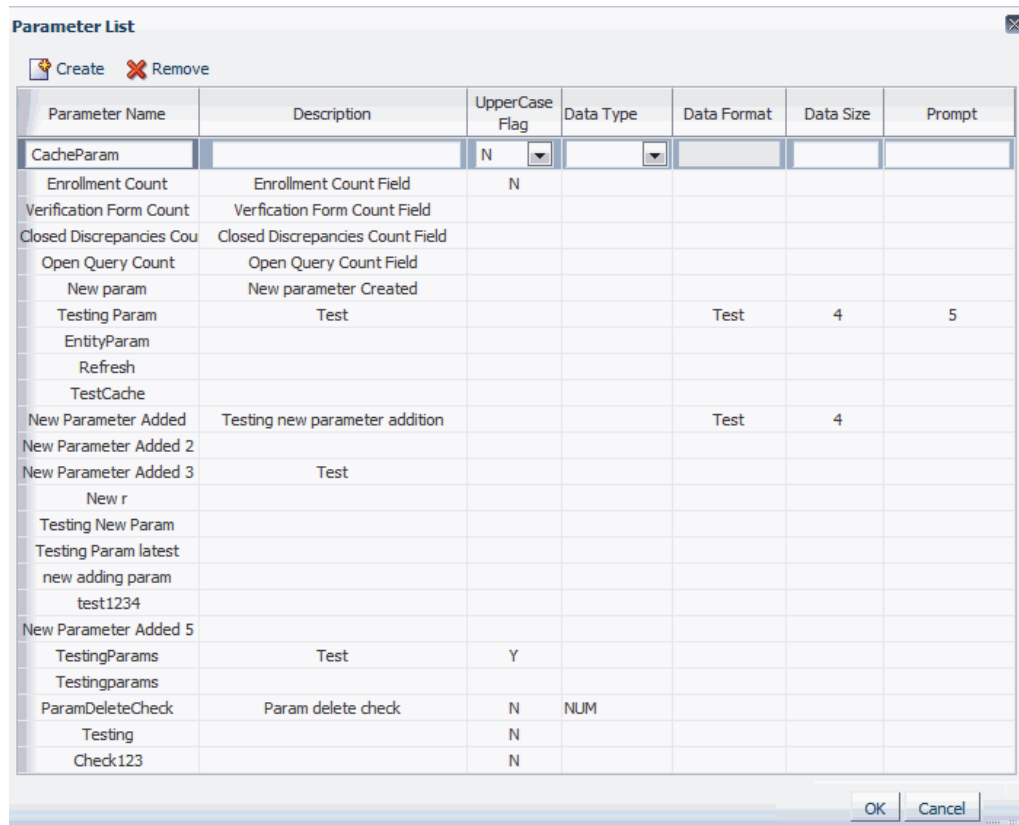 Parameter List
Create Remove
Parameter Name Description UpperCase Flag Data Type Data Format Data Size Prompt
CacheParam N
Enrollment Count Enrollment Count Field N
Verification Form Count Verfication Form Count Field
Closed Discrepancies Cou Closed Discrepancies Count Field
Open Query Count Open Query Count Field
New param New parameter Created
Testing Param Test Test 4 5
EntityParam
Refresh
TestCache
New Parameter Added Testing new parameter addition Test 4
New Parameter Added 2
New Parameter Added 3 Test
New r
Testing New Param
Testing Param latest
new adding param
test1234
New Parameter Added 5
TestingParams Test Y
Testingparams
ParamDeleteCheck Param delete check N NUM
Testing N
Check123 N
OK Cancel